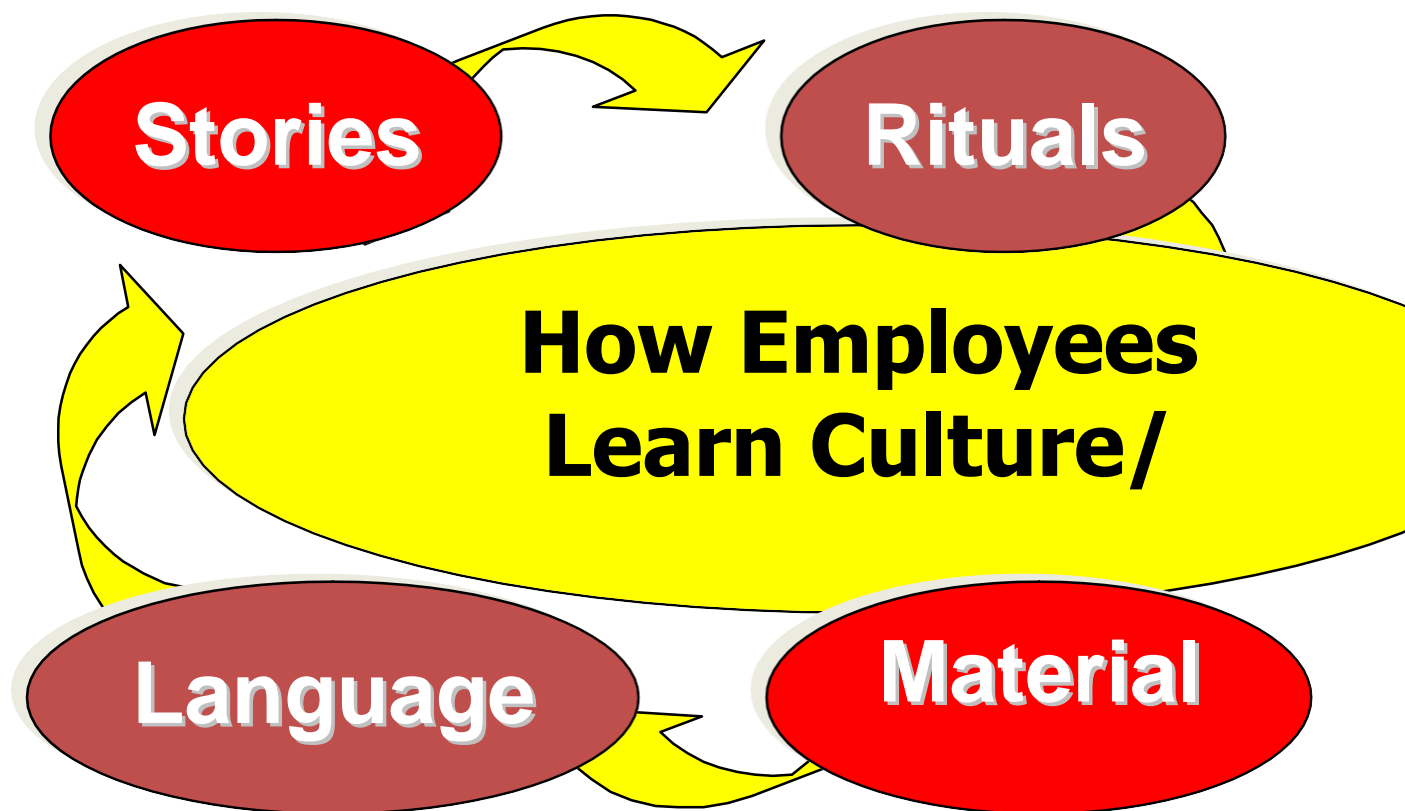 Stories
Rituals
How Employees
Learn Culture/
Language
Material